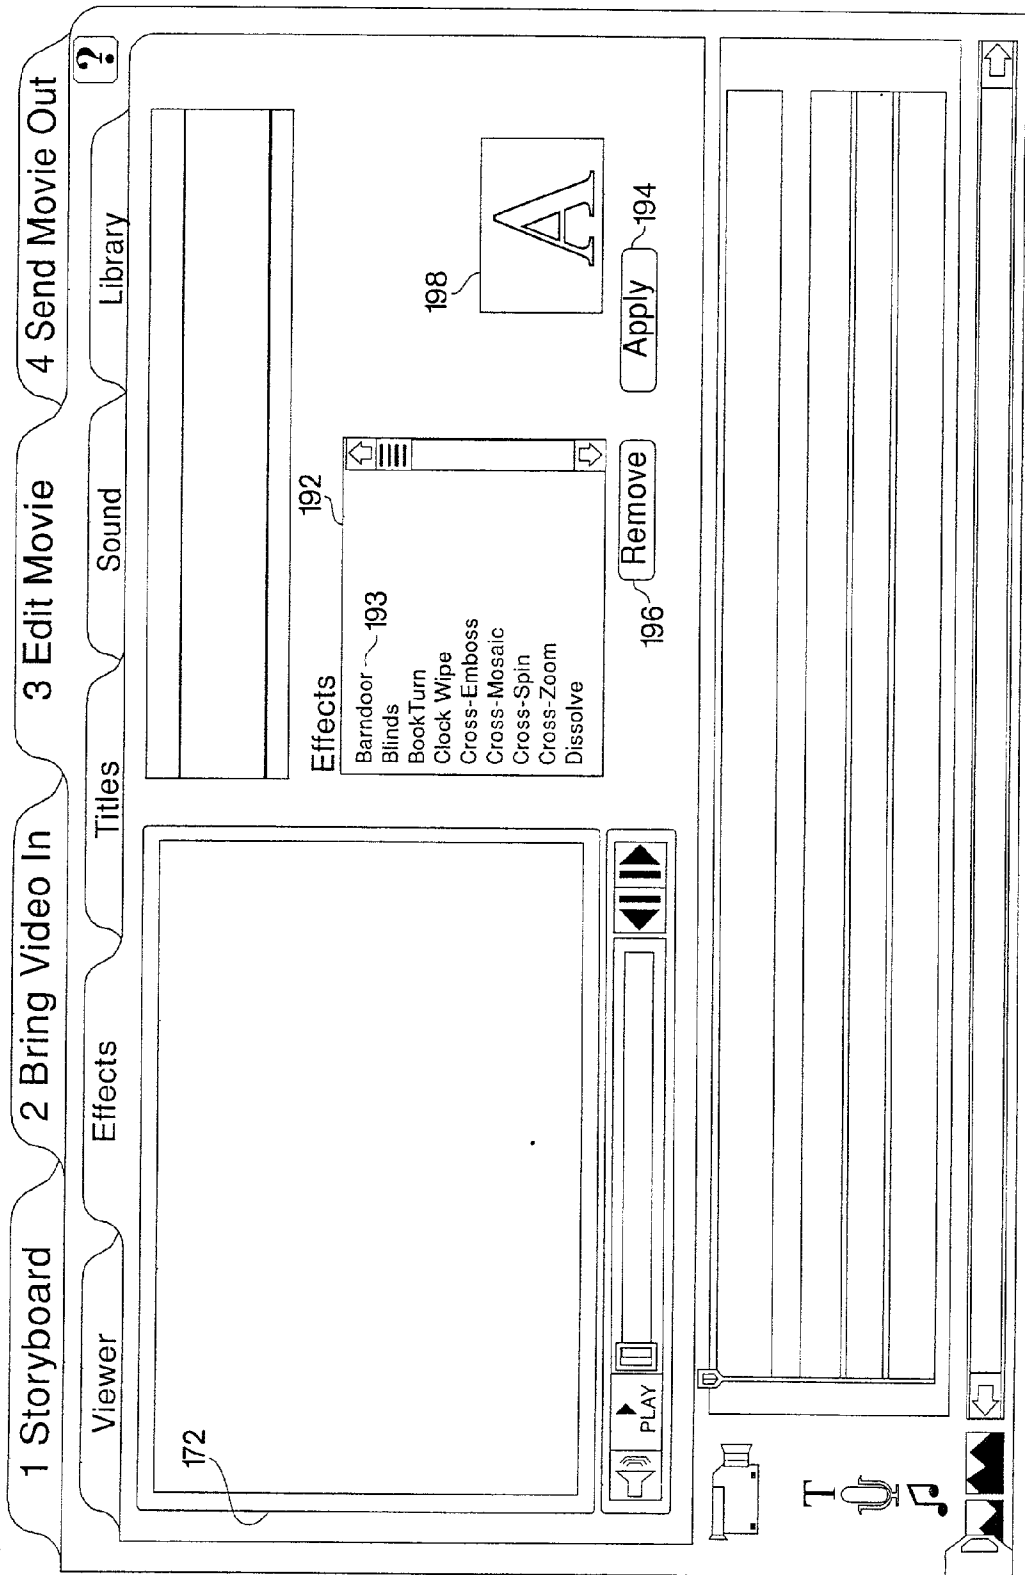 1 Storyboard
2 Bring Video In
3 Edit Movie
4 Send Movie Out
?
Viewer
Effects
Titles
Sound
Library
172
Effects
192
Barndoor
193
Blinds
BookTurn
Clock Wipe
Cross-Emboss
Cross-Mosaic
Cross-Spin
Cross-Zoom
Dissolve
198
A
196
Remove
Apply
194
PLAY
T